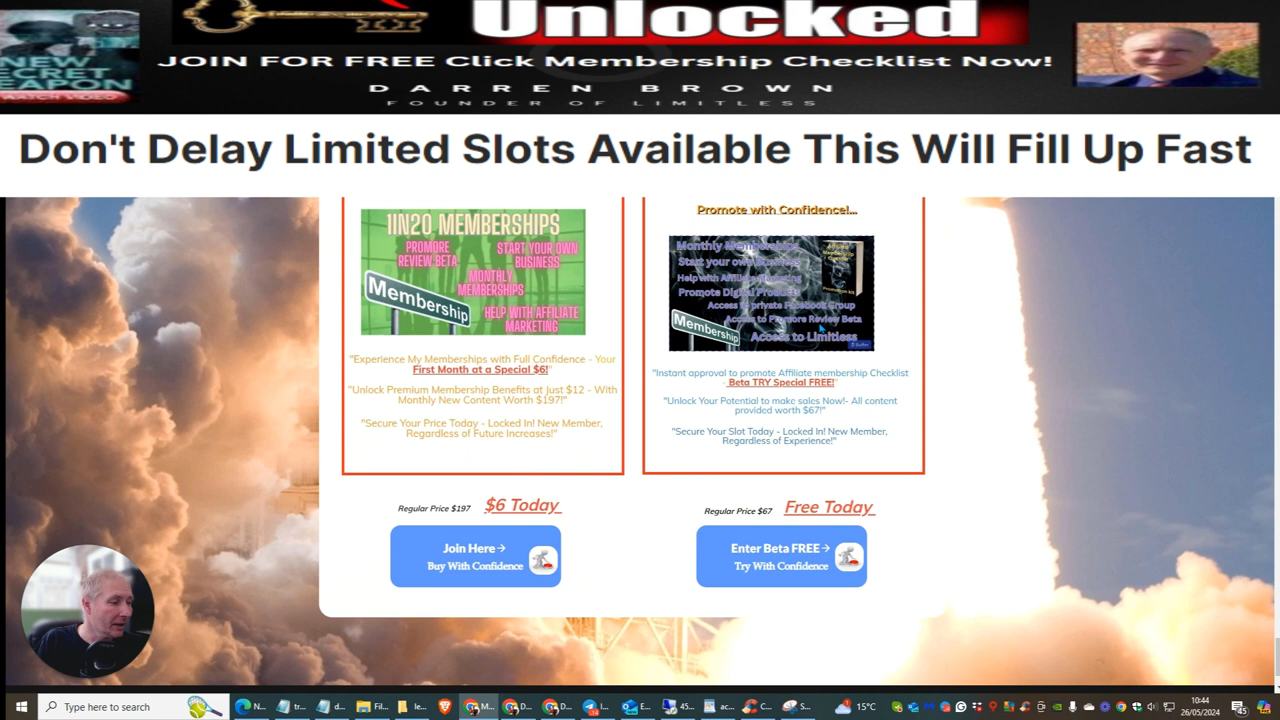 Unlocked
NEW
SECRET
WEAPON
WATCH VIDEO
JOIN FOR FREE Click Membership Checklist Now!
DARREN BROWN
FOUNDER OF LIMITLESS
Don't Delay Limited Slots Available This Will Fill Up Fast
1IN20 MEMBERSHIPS
PROMORE
REVIEW BETA
START YOUR OWN
BUSINESS
MONTHLY
MEMBERSHIPS
HELP WITH AFFILIATE
MARKETING
Membership
"Experience My Memberships with Full Confidence - Your
First Month at a Special $6!"
"Unlock Premium Membership Benefits at Just $12 - With
Monthly New Content Worth $197!"
"Secure Your Price Today - Locked In! New Member,
Regardless of Future Increases!"
Regular Price $197 $6 Today
Join Here→
Buy With Confidence
Promote with Confidence!...
Monthly Memberships
Start your own Business
Help with Affiliate Marketing
Promote Digital Products
Access to private Facebook Group
Access to Promore Review Beta
Access to Limitless
Membership
"Instant approval to promote Affiliate membership Checklist
- Beta TRY Special FREE!"
"Unlock Your Potential to make sales Now!- All content
provided worth $67!"
"Secure Your Slot Today - Locked In! New Member,
Regardless of Experience!"
Regular Price $67 Free Today
Enter Beta FREE→
Try With Confidence
Type here to search
N...
tr...
d...
Fil...
le...
M...
D...
D...
I...
E...
45...
ac...
C...
S...
15°C
10:44
26/05/2024